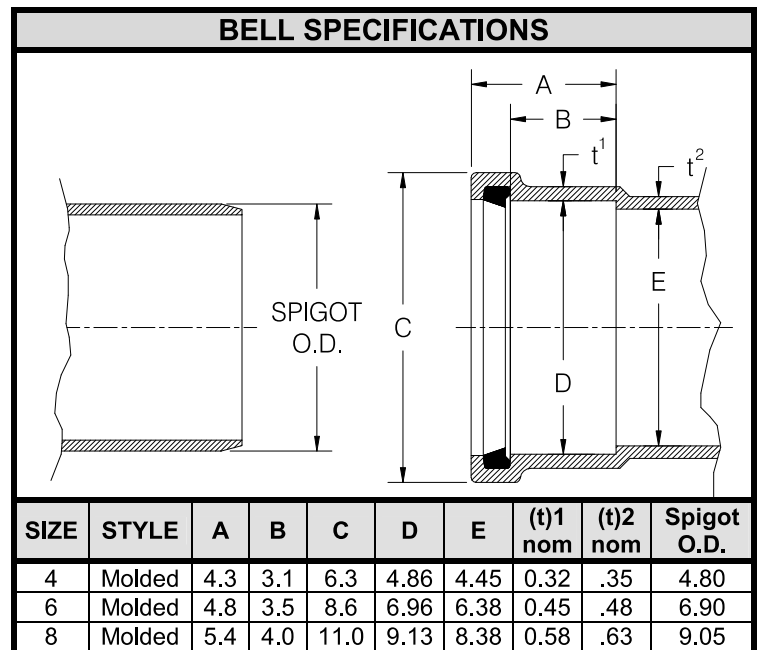 BELL SPECIFICATIONS
A
B
t1
t2
SPIGOT
O.D.
C
E
D
SIZE STYLE A B C D E (t)1 nom (t)2 nom Spigot O.D.
4 Molded 4.3 3.1 6.3 4.86 4.45 0.32 .35 4.80
6 Molded 4.8 3.5 8.6 6.96 6.38 0.45 .48 6.90
8 Molded 5.4 4.0 11.0 9.13 8.38 0.58 .63 9.05